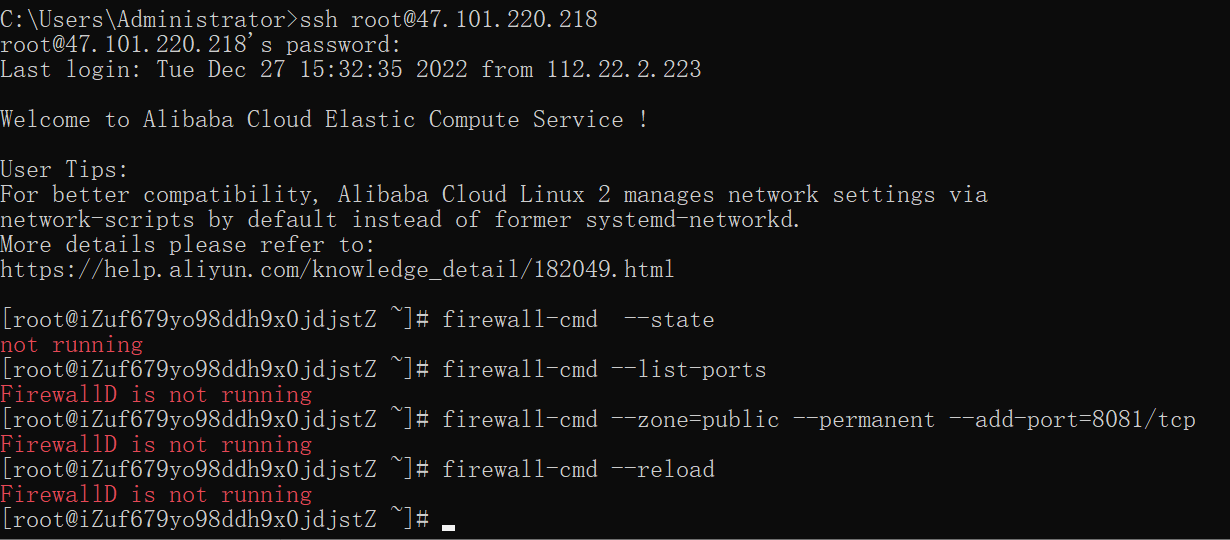 C:\Users\Administrator>ssh root@47.101.220.218
root@47.101.220.218's password:
Last login: Tue Dec 27 15:32:35 2022 from 112.22.2.223
Welcome to Alibaba Cloud Elastic Compute Service !
User Tips:
For better compatibility, Alibaba Cloud Linux 2 manages network settings via
network-scripts by default instead of former systemd-networkd.
More details please refer to:
https://help.aliyun.com/knowledge_detail/182049.html
[root@iZuf679yo98ddh9x0jdjstZ ~]# firewall-cmd  --state
not running
[root@iZuf679yo98ddh9x0jdjstZ ~]# firewall-cmd --list-ports
FirewallD is not running
[root@iZuf679yo98ddh9x0jdjstZ ~]# firewall-cmd --zone=public --permanent --add-port=8081/tcp
FirewallD is not running
[root@iZuf679yo98ddh9x0jdjstZ ~]# firewall-cmd --reload
FirewallD is not running
[root@iZuf679yo98ddh9x0jdjstZ ~]#